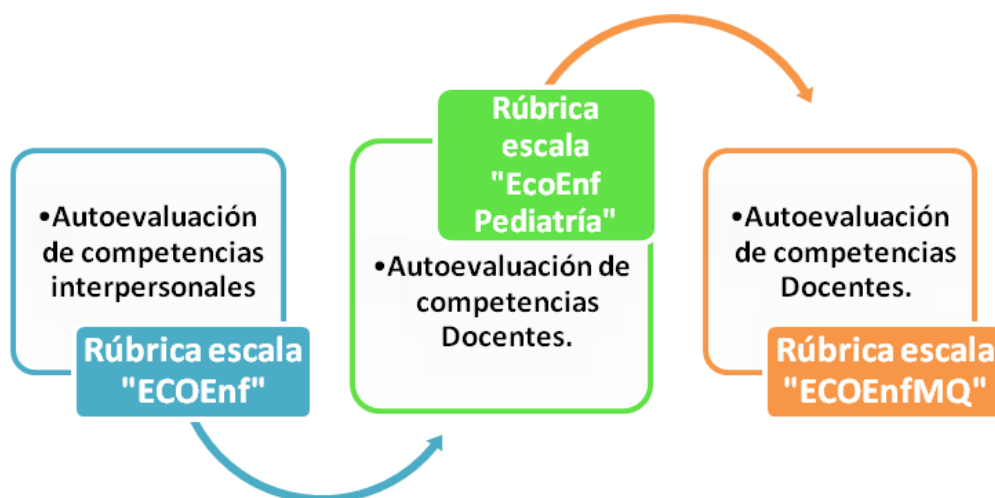 •Autoevaluación
de competencias
interpersonales
Rúbrica escala
"ECOEnf"
Rúbrica
escala
"EcoEnf
Pediatría"
•Autoevaluación de
competencias
Docentes.
•Autoevaluación
de competencias
Docentes.
Rúbrica escala
"ECOEnfMQ"